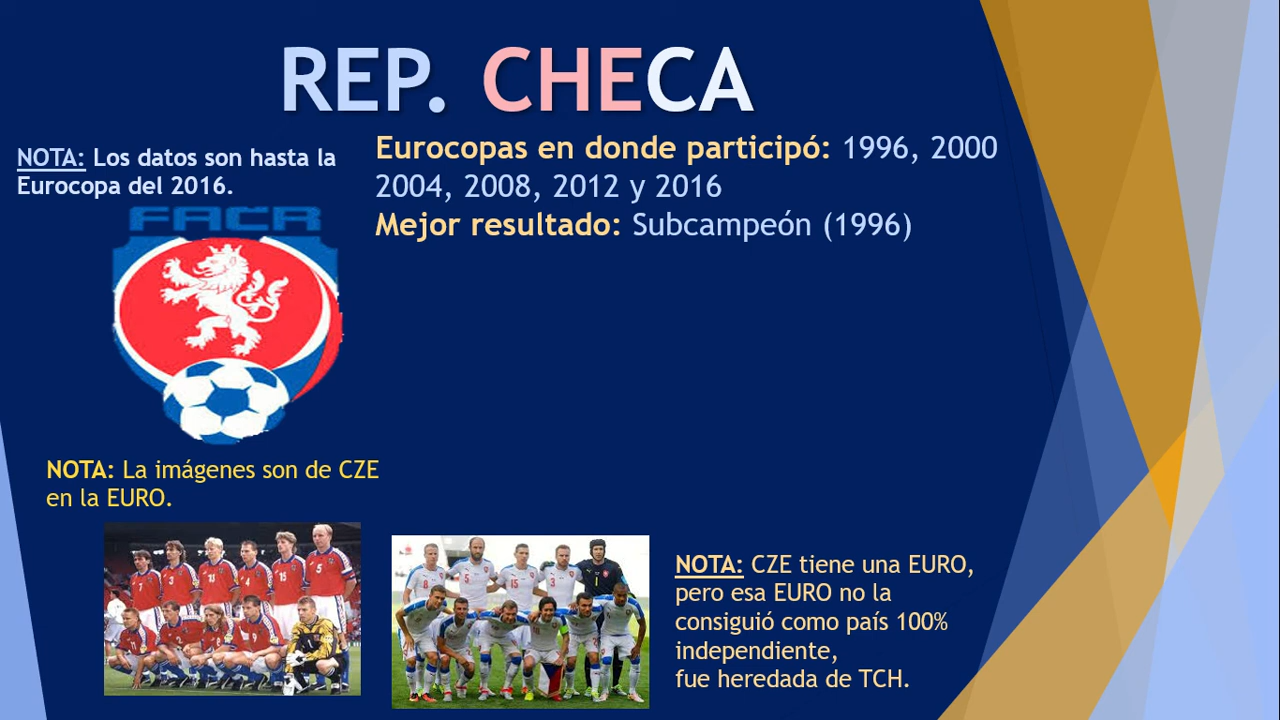 REP. CHECA
NOTA: Los datos son hasta la
Eurocopa del 2016.
Eurocopas en donde participó: 1996, 2000
2004, 2008, 2012 y 2016
Mejor resultado: Subcampeón (1996)
FAČR
NOTA: La imágenes son de CZE
en la EURO.
NOTA: CZE tiene una EURO,
pero esa EURO no la
consiguió como país 100%
independiente,
fue heredada de TCH.